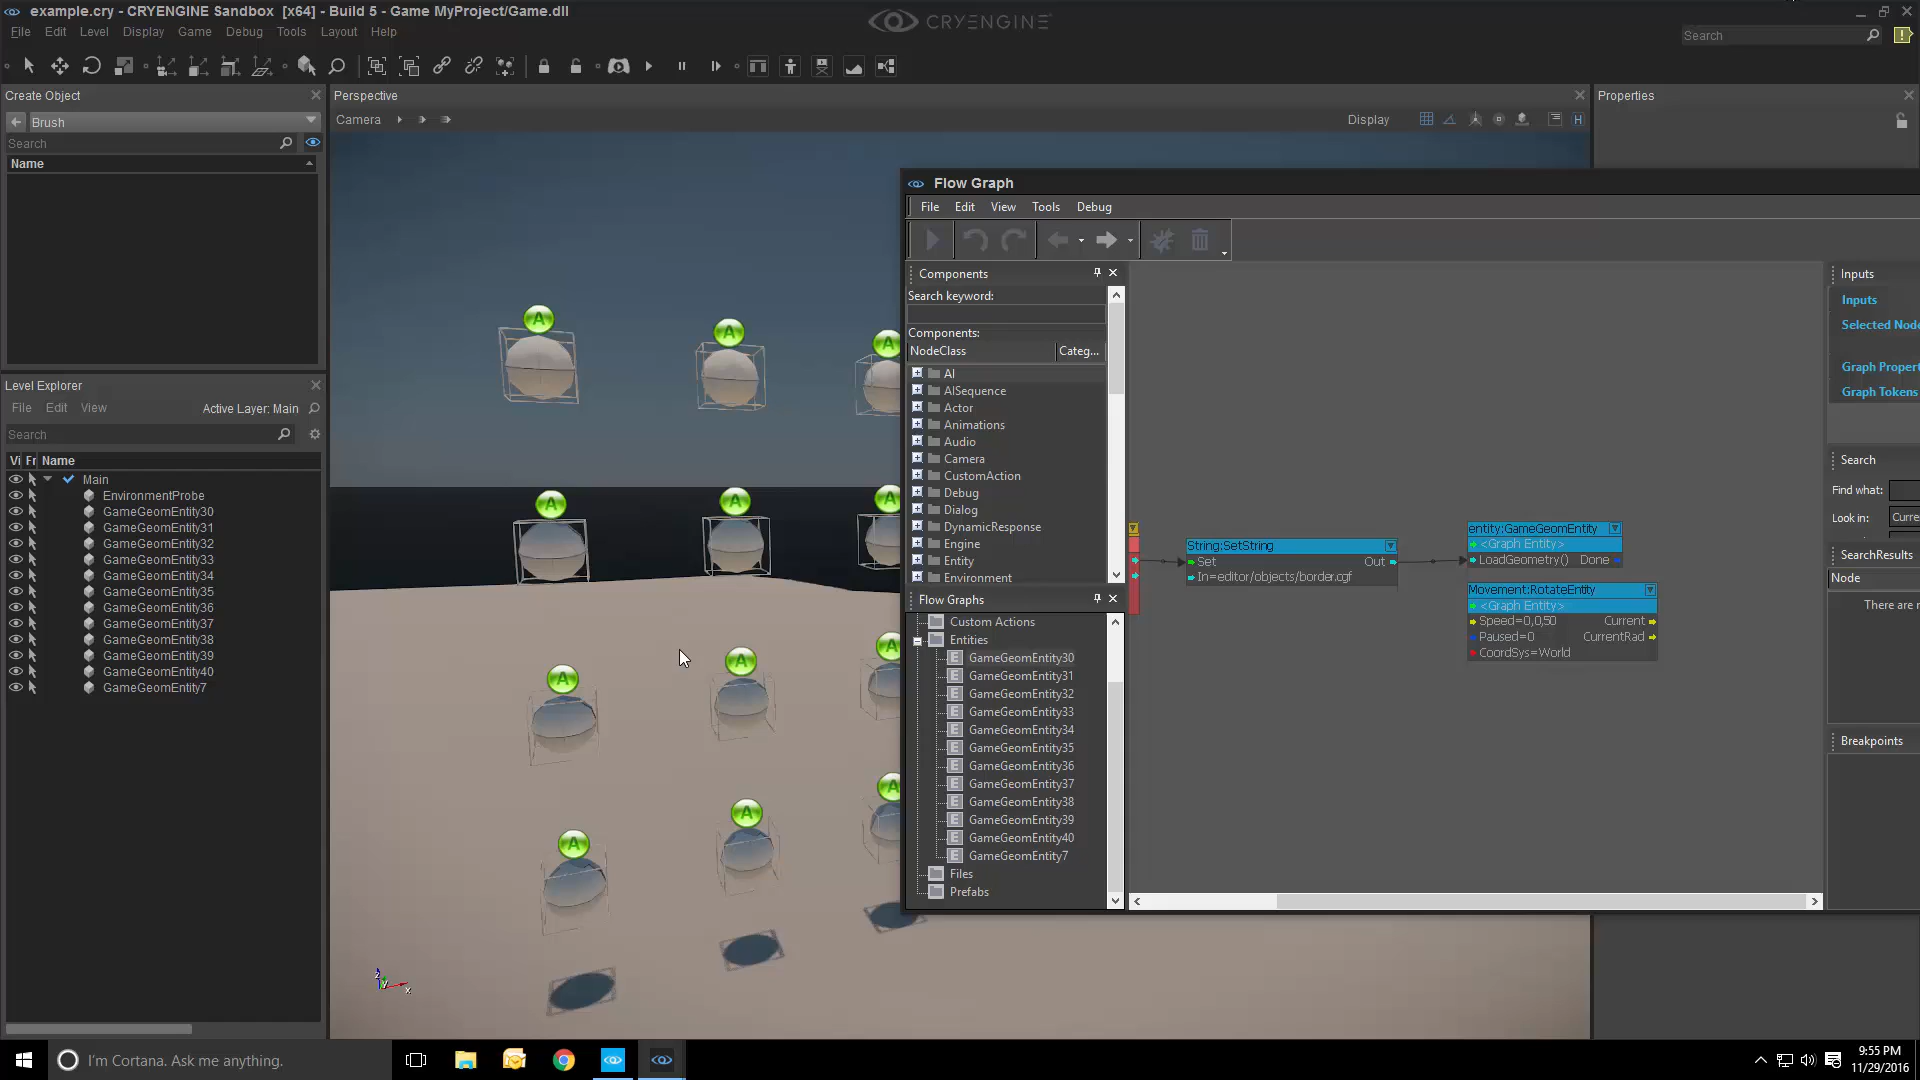 example.cry - CRYENGINE Sandbox [x64] - Build 5 - Game MyProject/Game.dll
CRYENGINE
File Edit Level Display Game Debug Tools Layout Help
Search
Create Object
Brush
Search
Name
Level Explorer
File Edit View Active Layer: Main
Search
Vi Fr Name
Main
EnvironmentProbe
GameGeomEntity30
GameGeomEntity31
GameGeomEntity32
GameGeomEntity33
GameGeomEntity34
GameGeomEntity35
GameGeomEntity36
GameGeomEntity37
GameGeomEntity38
GameGeomEntity39
GameGeomEntity40
GameGeomEntity7
Perspective
Camera
Display
H
A
A
A
A
A
A
A
A
A
A
A
A
z
y
x
Properties
Flow Graph
File Edit View Tools Debug
Components
Search keyword:
Components:
NodeClass Categ...
AI
AISequence
Actor
Animations
Audio
Camera
CustomAction
Debug
Dialog
DynamicResponse
Engine
Entity
Environment
Flow Graphs
Custom Actions
Entities
E GameGeomEntity30
E GameGeomEntity31
E GameGeomEntity32
E GameGeomEntity33
E GameGeomEntity34
E GameGeomEntity35
E GameGeomEntity36
E GameGeomEntity37
E GameGeomEntity38
E GameGeomEntity39
E GameGeomEntity40
E GameGeomEntity7
Files
Prefabs
String:SetString
Set Out
In=editor/objects/border.cgf
entity:GameGeomEntity
<Graph Entity>
LoadGeometry() Done
Movement:RotateEntity
<Graph Entity>
Speed=0,0,50 Current
Paused=0 CurrentRad
CoordSys=World
Inputs
Inputs
Selected Node
Graph Propert
Graph Tokens
Search
Find what:
Look in: Curre
SearchResults
Node
There are n
Breakpoints
I'm Cortana. Ask me anything.
9:55 PM
11/29/2016